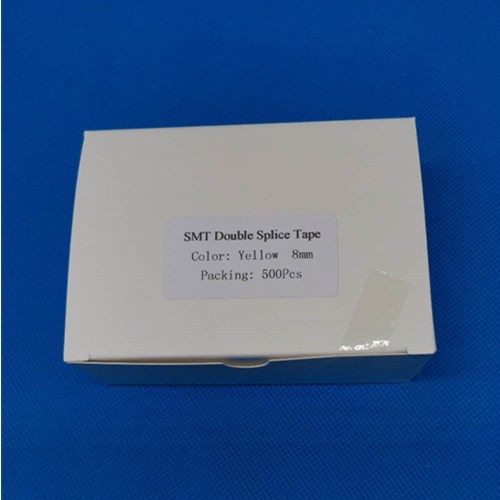 SMT Double Splice Tape
Color: Yellow 8mm
Packing: 500Pcs